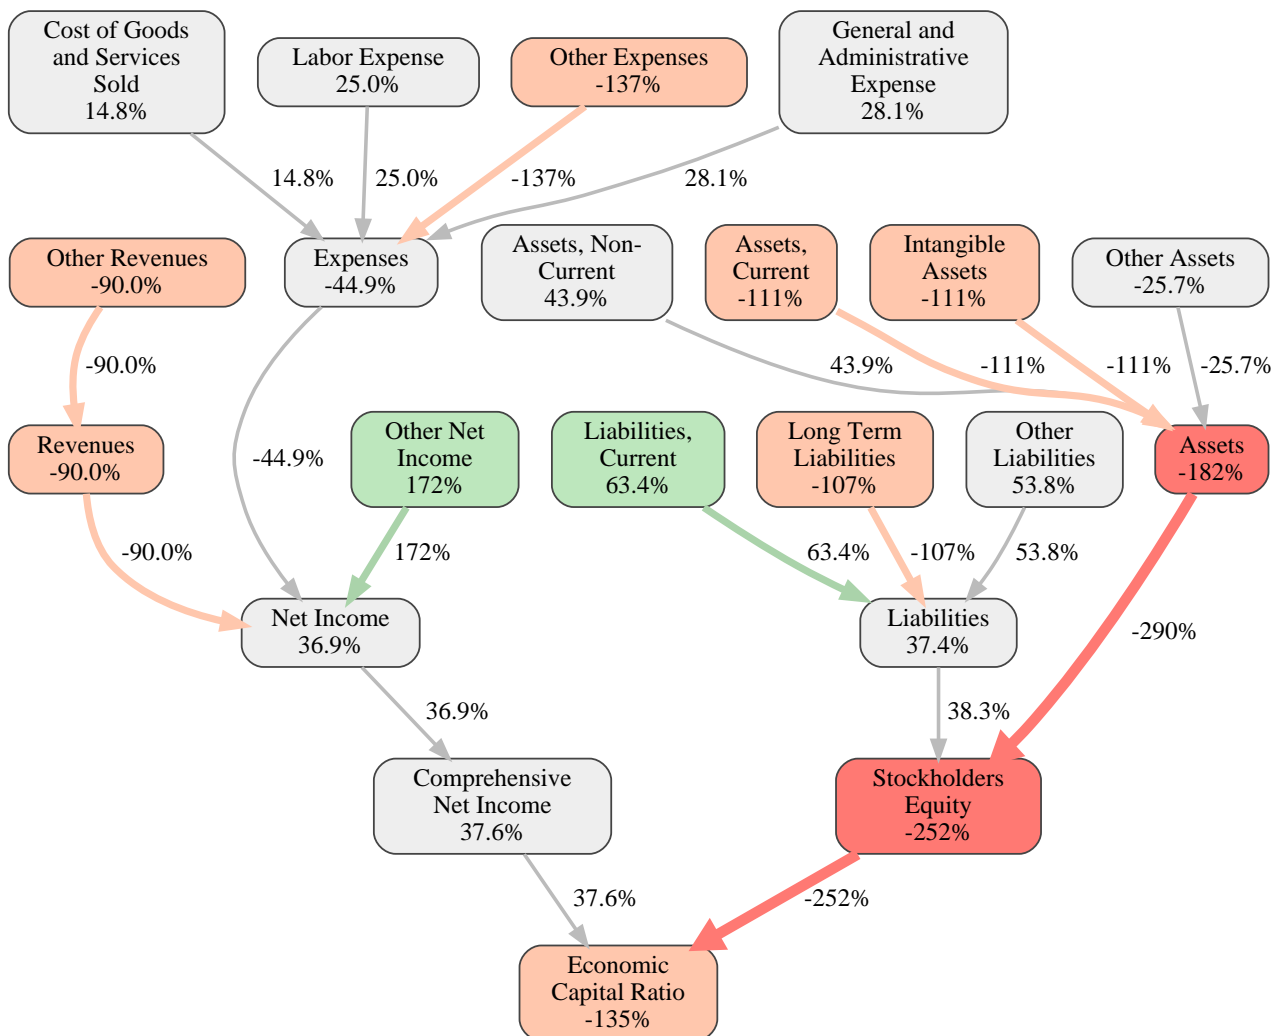 Cost of Goods
and Services
Sold
14.8%
Labor Expense
25.0%
Other Expenses
-137%
General and
Administrative
Expense
28.1%
14.8%
25.0%
-137%
28.1%
Other Revenues
-90.0%
Expenses
-44.9%
Assets, Non-
Current
43.9%
Assets,
Current
-111%
Intangible
Assets
-111%
Other Assets
-25.7%
-90.0%
43.9%
-111%
-111%
-25.7%
Revenues
-90.0%
-44.9%
Other Net
Income
172%
Liabilities,
Current
63.4%
Long Term
Liabilities
-107%
Other
Liabilities
53.8%
Assets
-182%
-90.0%
172%
63.4%
-107%
53.8%
Net Income
36.9%
Liabilities
37.4%
-290%
36.9%
38.3%
Comprehensive
Net Income
37.6%
Stockholders
Equity
-252%
37.6%
-252%
Economic
Capital Ratio
-135%